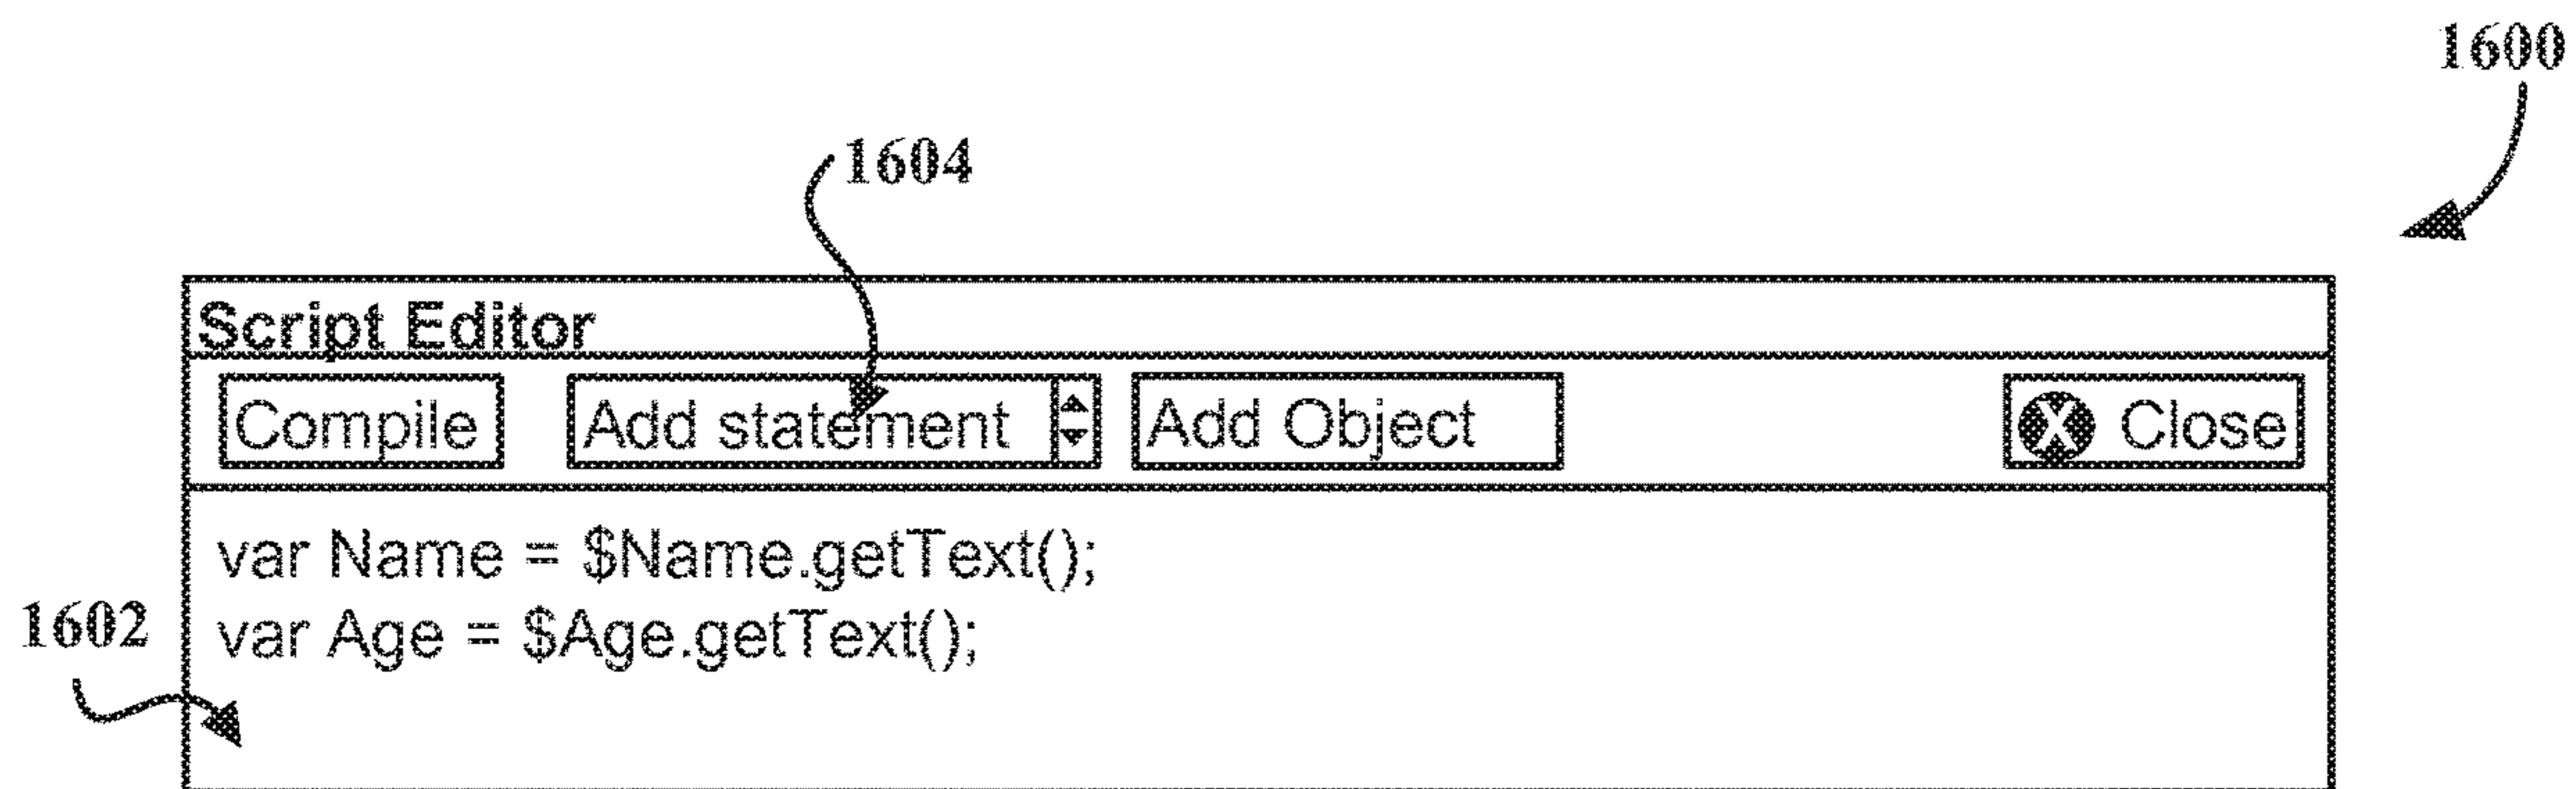 1600
1604
Script Editor
Compile Add statement Add Object X Close
var Name = $Name.getText();
var Age = $Age.getText();
1602